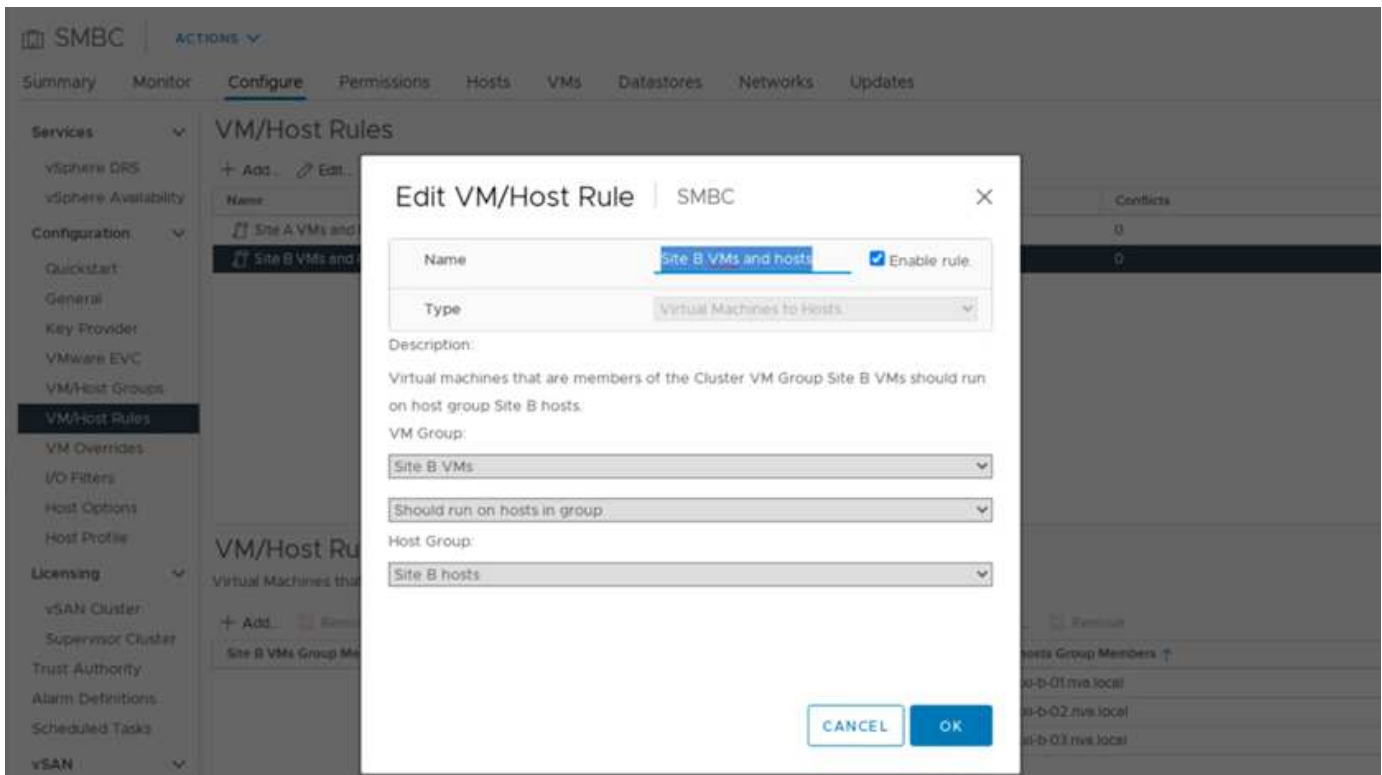 SMBC ACTIONS
Summary Monitor Configure Permissions Hosts VMs Datastores Networks Updates
Services
vSphere DRS
vSphere Availability
Configuration
Quickstart
General
Key Provider
VMware EVC
VM/Host Groups
VM/Host Rules
VM Overrides
I/O Filters
Host Options
Host Profile
Licensing
vSAN Cluster
Supervisor Cluster
Trust Authority
Alarm Definitions
Scheduled Tasks
vSAN
VM/Host Rules
+ Add... Edit...
Name Conflicts
Site A VMs and 0
Site B VMs and 0
Edit VM/Host Rule SMBC
Name Site B VMs and hosts Enable rule.
Type Virtual Machines to Hosts
Description:
Virtual machines that are members of the Cluster VM Group Site B VMs should run
on host group Site B hosts.
VM Group:
Site B VMs
Should run on hosts in group
Host Group:
Site B hosts
CANCEL OK
VM/Host Ru
Virtual Machines that
+ Add... Remove
Site B VMs Group Me Group Members
-b-01.nva.local
-b-02.nva.local
-b-03.nva.local